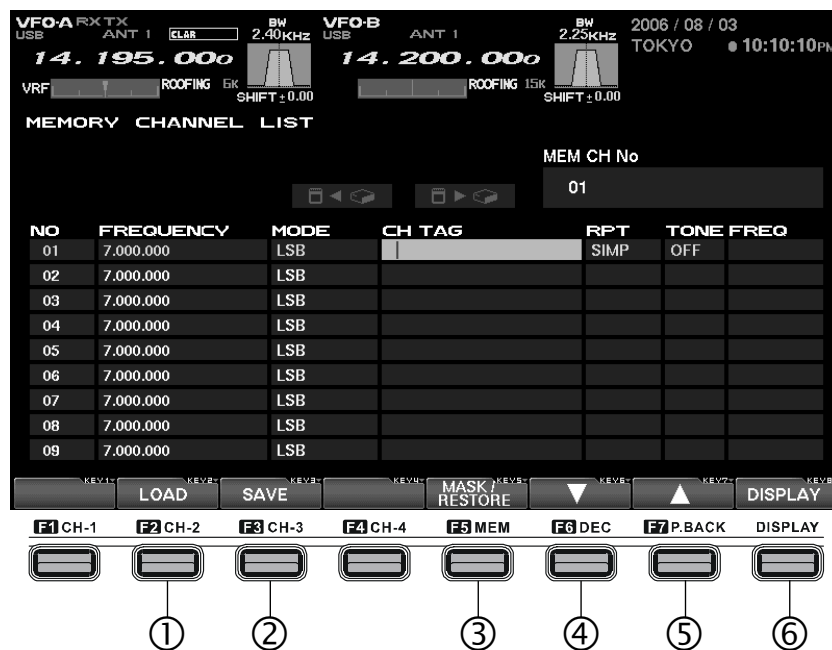 VFO-A RX TX
USB ANT 1 CLAR
BW
2.40KHz
14.195.000
VRF
ROOFING 6K
SHIFT ±0.00
VFO-B
USB ANT 1
BW
2.25KHz
14.200.000
ROOFING 15K
SHIFT ±0.00
2006 / 08 / 03
TOKYO 10:10:10PM
MEMORY CHANNEL LIST
MEM CH No
01
NO FREQUENCY MODE CH TAG RPT TONE FREQ
01 7.000.000 LSB SIMP OFF
02 7.000.000 LSB
03 7.000.000 LSB
04 7.000.000 LSB
05 7.000.000 LSB
06 7.000.000 LSB
07 7.000.000 LSB
08 7.000.000 LSB
09 7.000.000 LSB
KEY1 KEY2 KEY3 KEY4 KEY5 KEY6 KEY7 KEY8
LOAD SAVE MASK / RESTORE ▼ ▲ DISPLAY
F1 CH-1 F2 CH-2 F3 CH-3 F4 CH-4 F5 MEM F6 DEC F7 P.BACK DISPLAY
① ② ③ ④ ⑤ ⑥